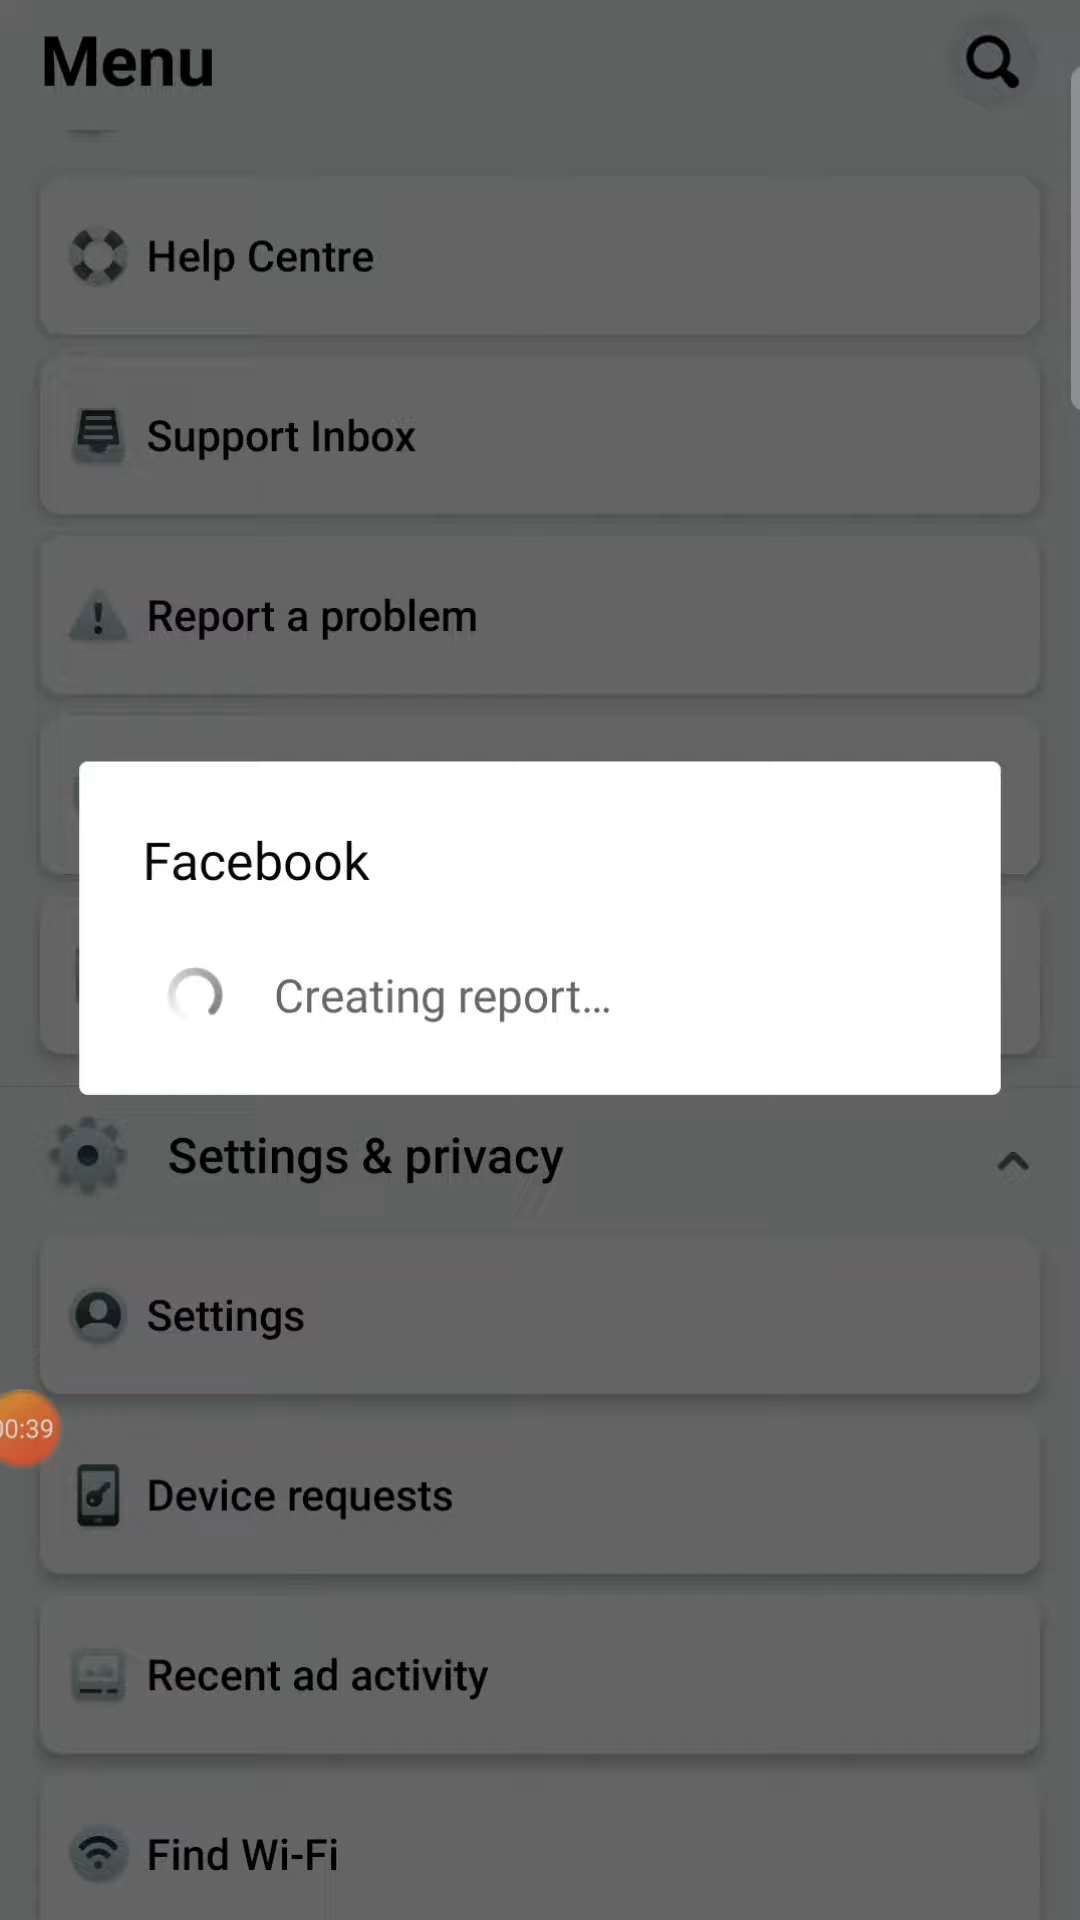 Menu
Help Centre
Support Inbox
Report a problem
Facebook
Creating report...
Settings & privacy
Settings
00:39
Device requests
Recent ad activity
Find Wi-Fi